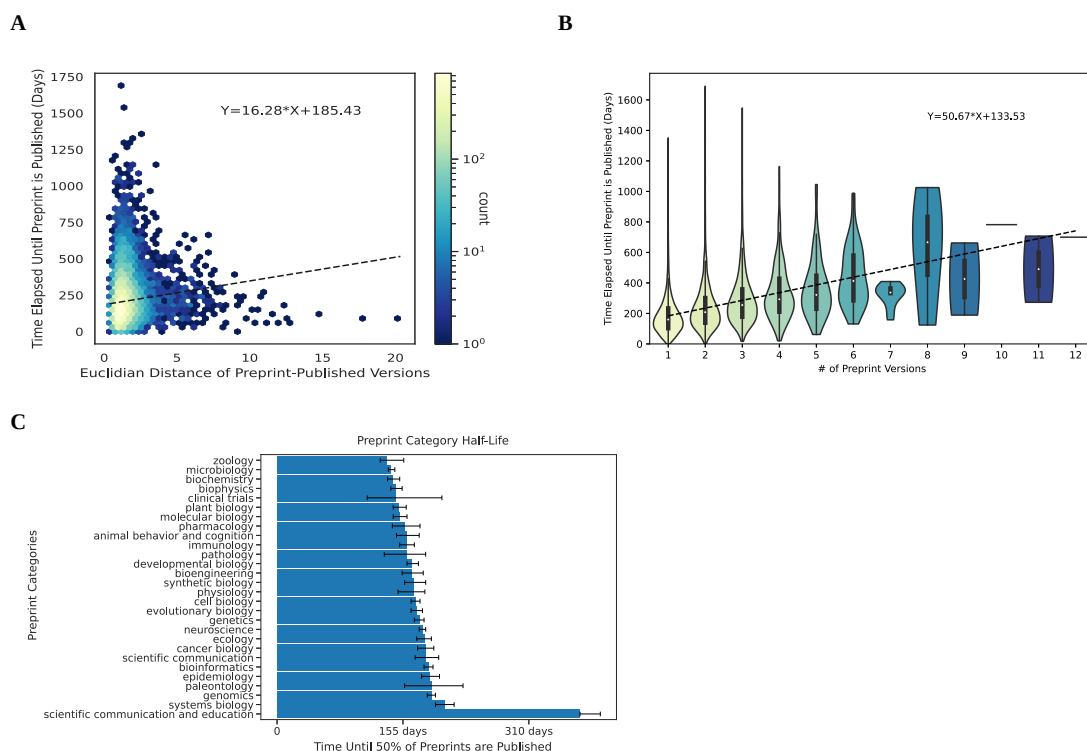 A
B
1750
1500
1250
1000
750
500
250
0
Time Elapsed Until Preprint is Published (Days)
Y=16.28*X+185.43
0
5
10
15
20
Euclidian Distance of Preprint-Published Versions
10²
10¹
10⁰
count
1600
1400
1200
1000
800
600
400
200
0
Time Elapsed Until Preprint is Published (Days)
Y=50.67*X+133.53
1
2
3
4
5
6
7
8
9
10
11
12
# of Preprint Versions
C
Preprint Category Half-Life
Preprint Categories
zoology
microbiology
biochemistry
biophysics
clinical trials
plant biology
molecular biology
pharmacology
animal behavior and cognition
immunology
pathology
developmental biology
bioengineering
synthetic biology
physiology
cell biology
evolutionary biology
genetics
neuroscience
ecology
cancer biology
scientific communication
bioinformatics
epidemiology
paleontology
genomics
systems biology
scientific communication and education
0
155 days
310 days
Time Until 50% of Preprints are Published